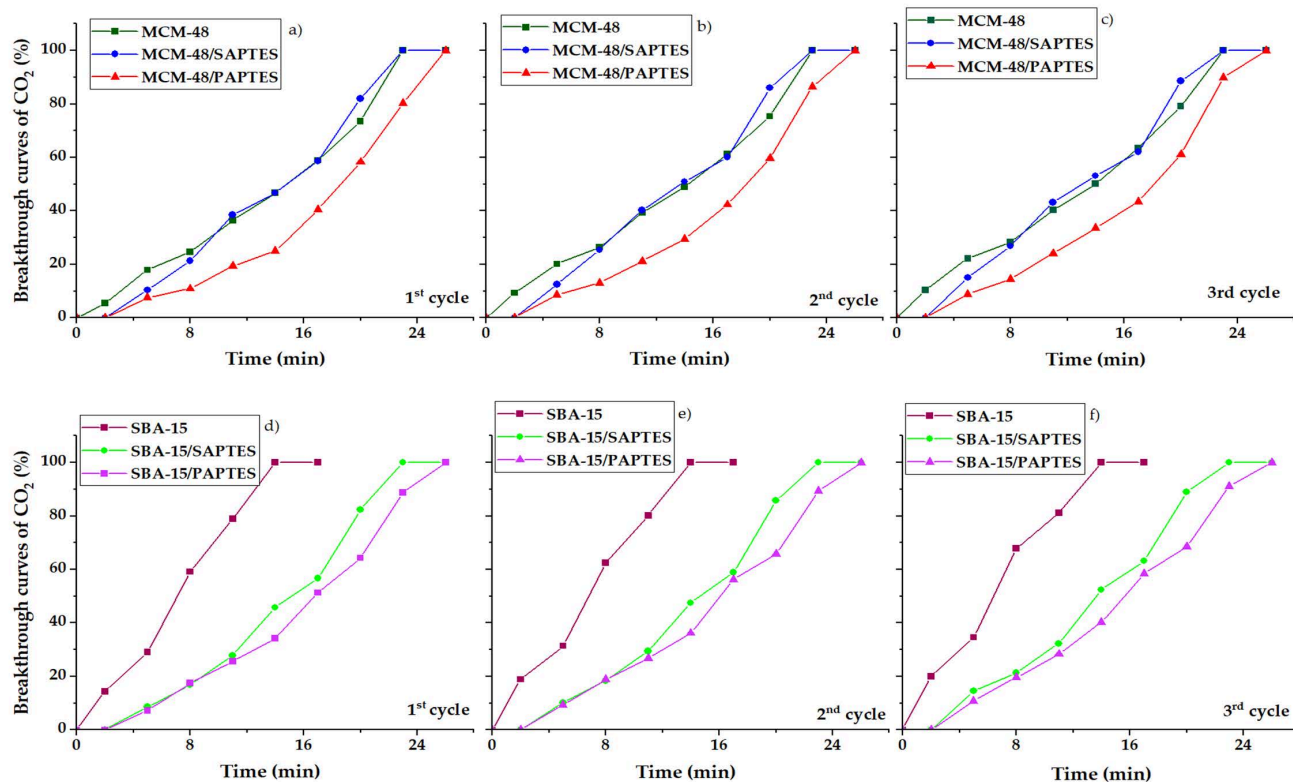 MCM-48
MCM-48/SAPTES
MCM-48/PAPTES
a)
100
80
60
40
20
0
Breakthrough curves of CO₂ (%)
1st cycle
0 8 16 24
Time (min)
MCM-48
MCM-48/SAPTES
MCM-48/PAPTES
b)
2nd cycle
0 8 16 24
Time (min)
MCM-48
MCM-48/SAPTES
MCM-48/PAPTES
c)
3rd cycle
0 8 16 24
Time (min)
SBA-15
SBA-15/SAPTES
SBA-15/PAPTES
d)
100
80
60
40
20
0
Breakthrough curves of CO₂ (%)
1st cycle
0 8 16 24
Time (min)
SBA-15
SBA-15/SAPTES
SBA-15/PAPTES
e)
2nd cycle
0 8 16 24
Time (min)
SBA-15
SBA-15/SAPTES
SBA-15/PAPTES
f)
3rd cycle
0 8 16 24
Time (min)